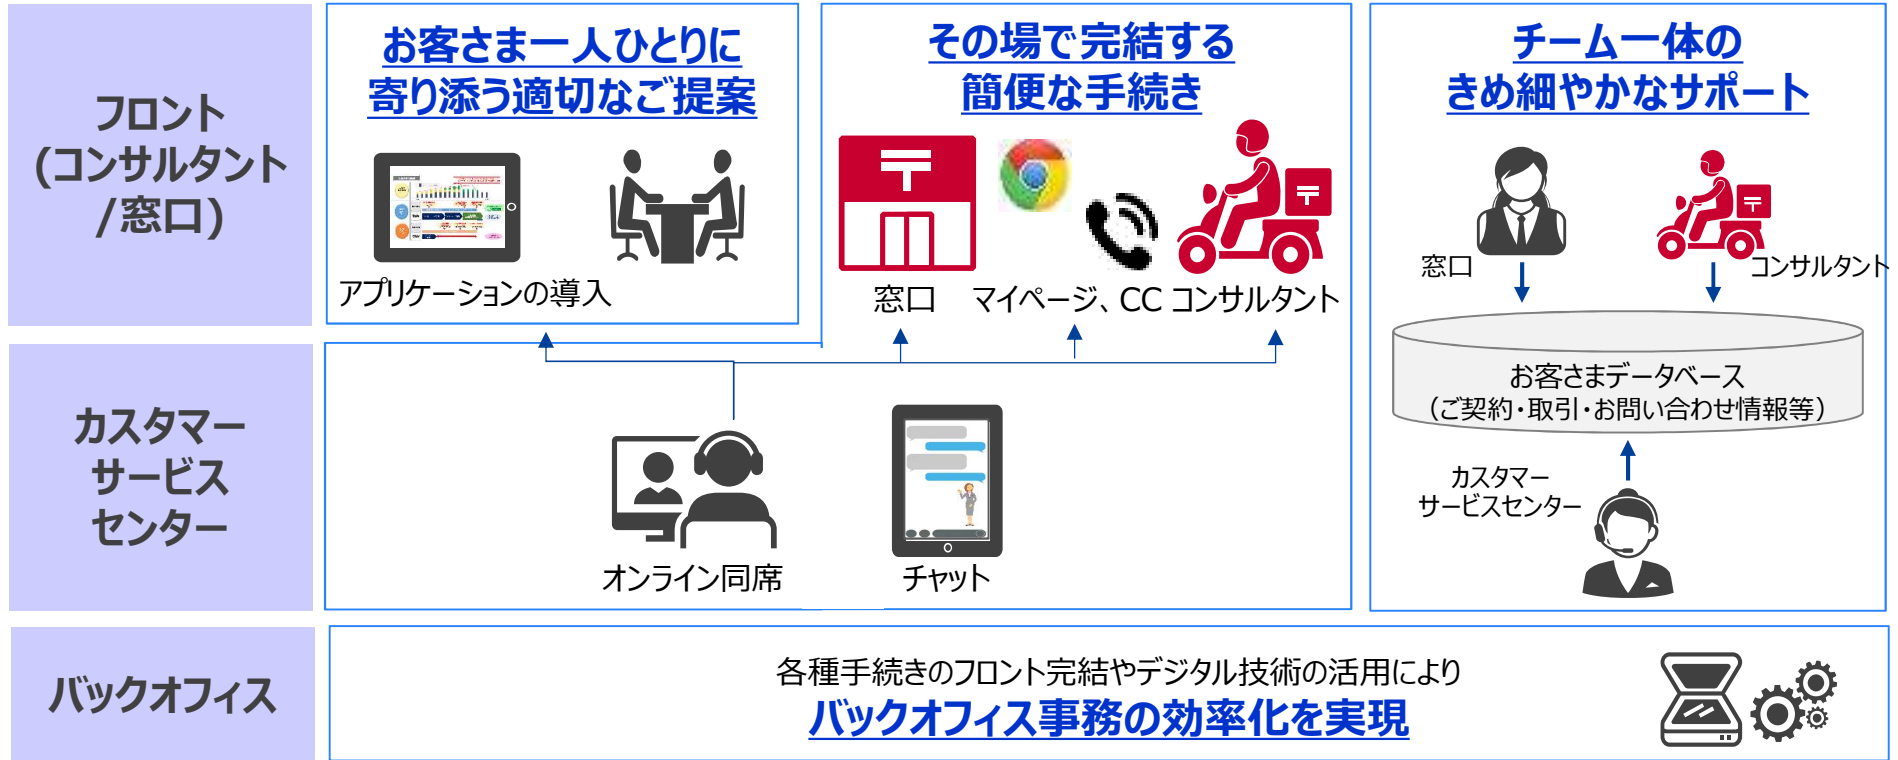 フロント
(コンサルタント
/窓口)
お客さま一人ひとりに
寄り添う適切なご提案
アプリケーションの導入
その場で完結する
簡便な手続き
窓口
マイページ、CC
コンサルタント
チーム一体の
きめ細やかなサポート
窓口
コンサルタント
お客さまデータベース
（ご契約・取引・お問い合わせ情報等）
カスタマー
サービスセンター
カスタマー
サービス
センター
オンライン同席
チャット
バックオフィス
各種手続きのフロント完結やデジタル技術の活用により
バックオフィス事務の効率化を実現